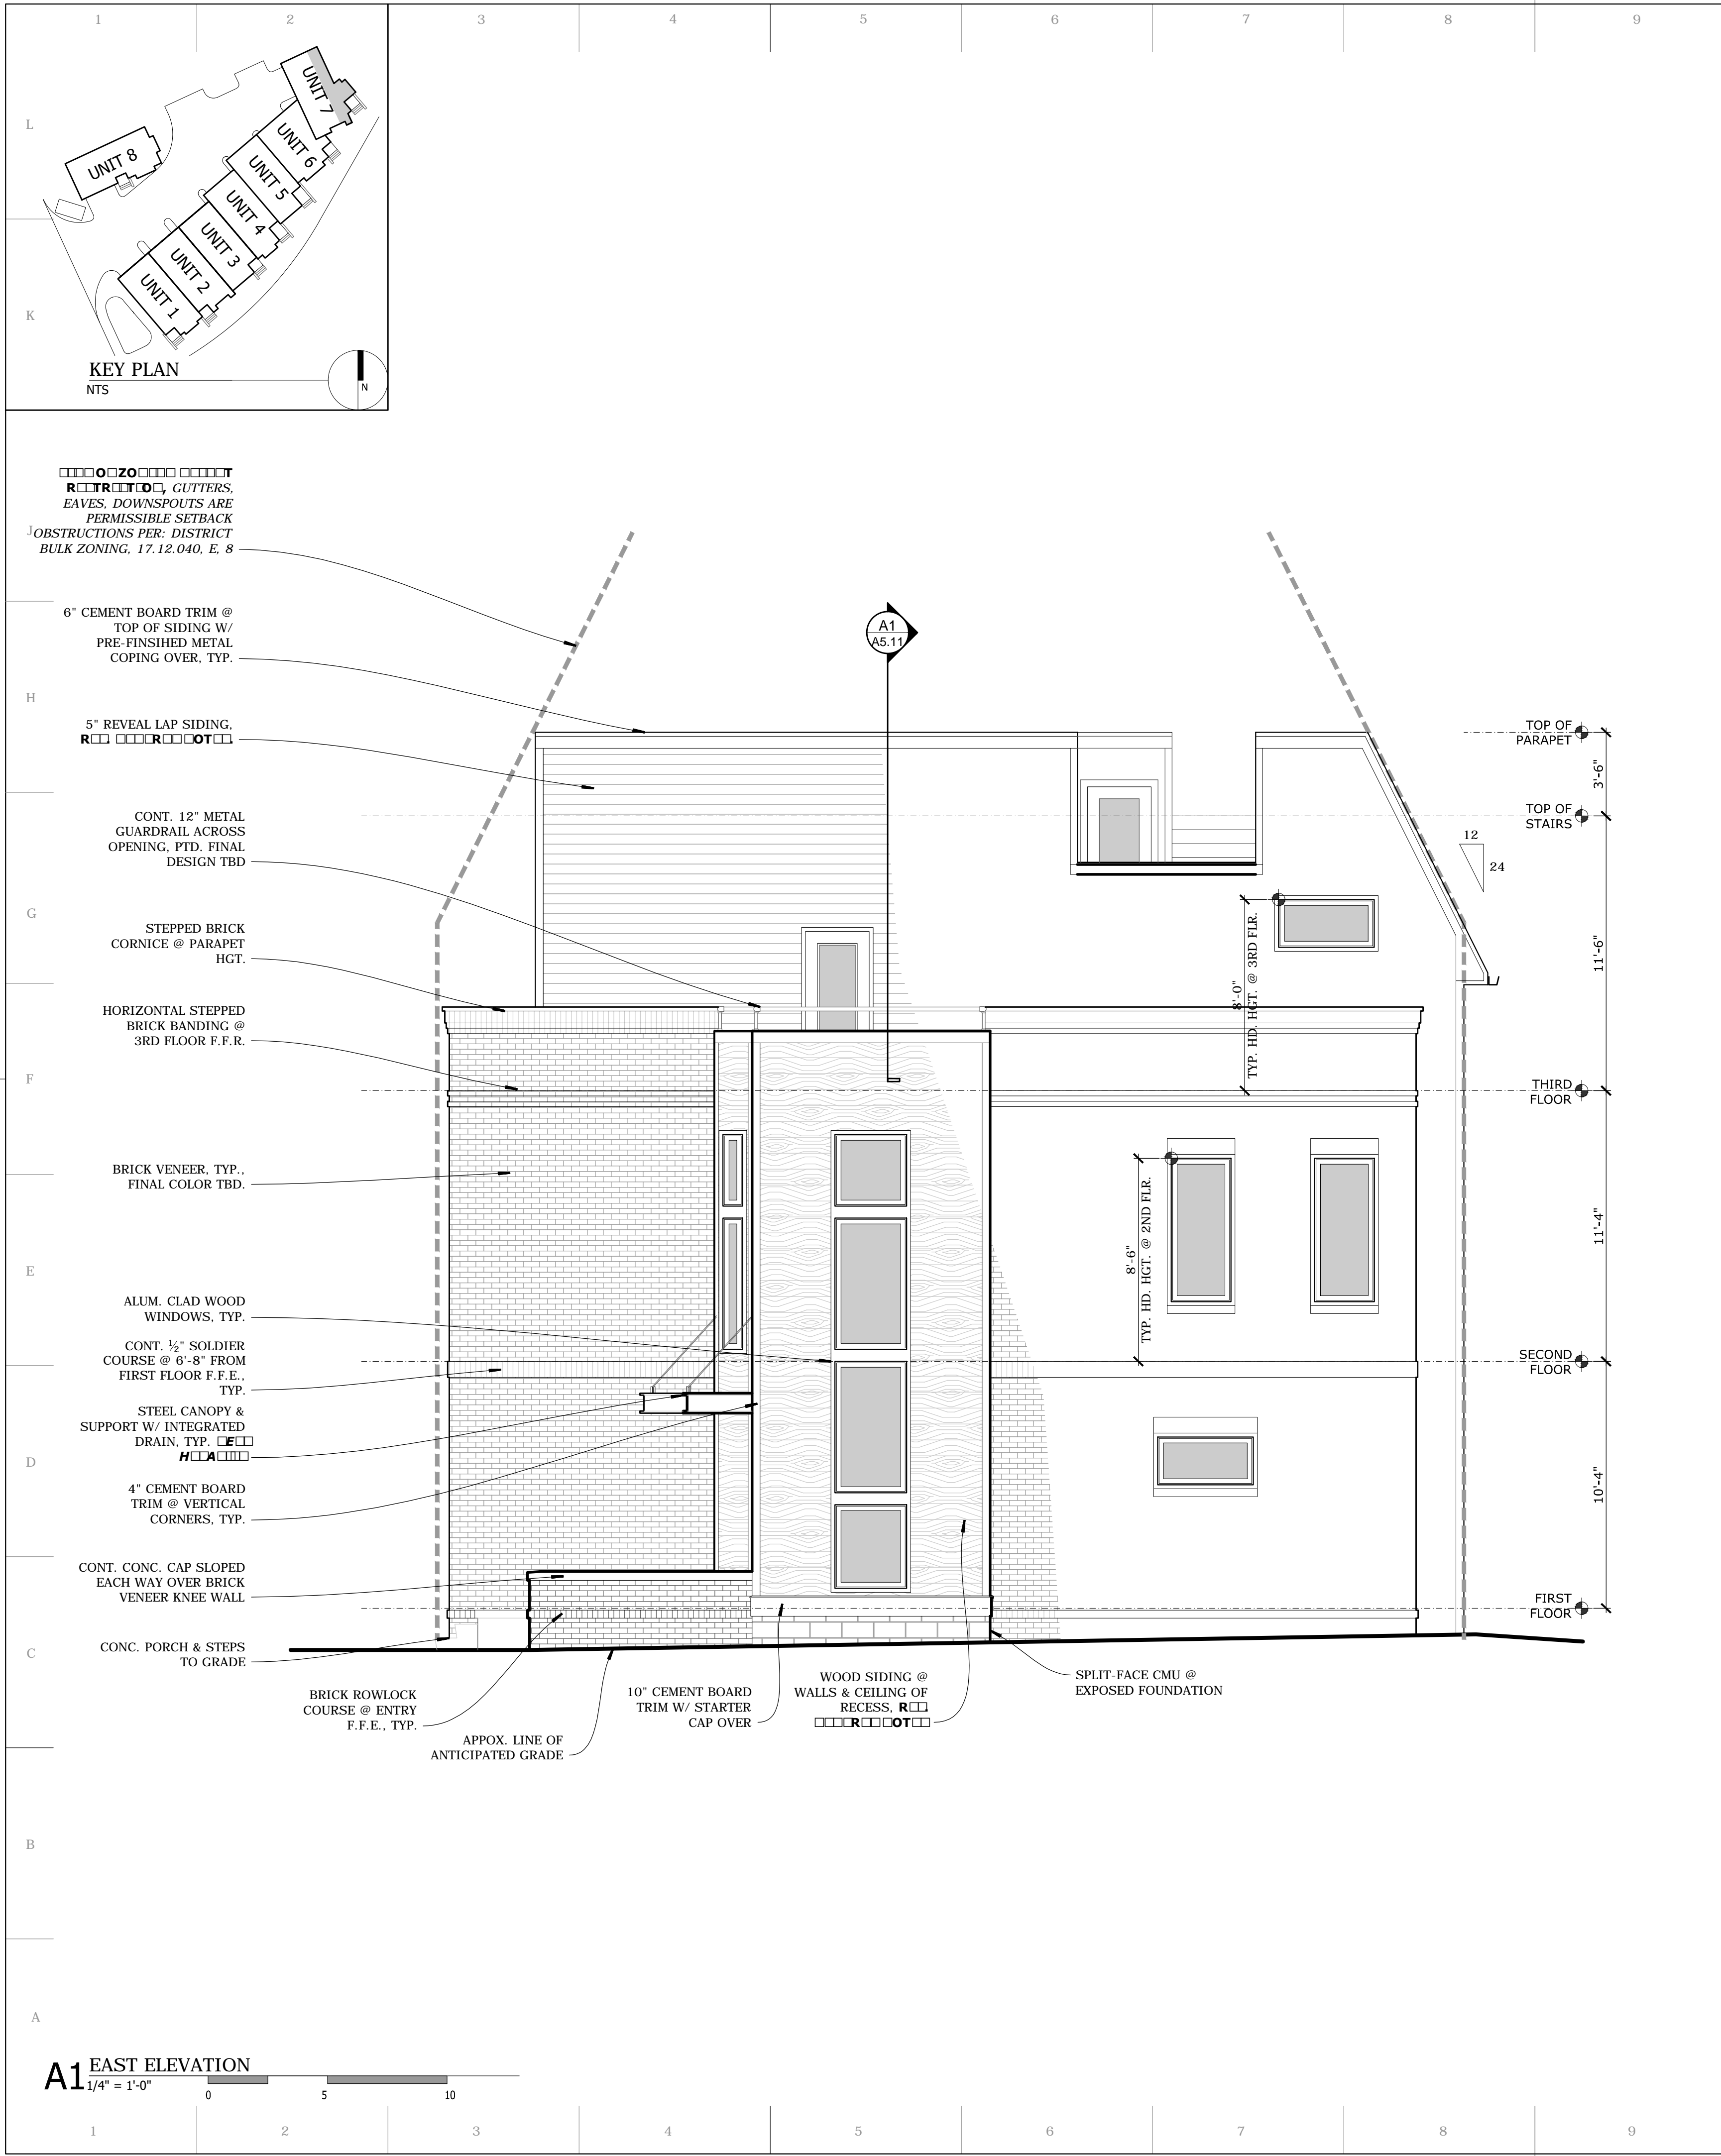 1 2 3 4 5 6 7 8 9
L
K
J
H
G
F
E
D
C
B
A
UNIT 7
UNIT 6
UNIT 8
UNIT 5
UNIT 4
UNIT 3
UNIT 2
UNIT 1
KEY PLAN
NTS
N
GUTTERS,
EAVES, DOWNSPOUTS ARE
PERMISSIBLE SETBACK
OBSTRUCTIONS PER: DISTRICT
BULK ZONING, 17.12.040, E, 8
6" CEMENT BOARD TRIM @
TOP OF SIDING W/
PRE-FINSIHED METAL
COPING OVER, TYP.
5" REVEAL LAP SIDING,
CONT. 12" METAL
GUARDRAIL ACROSS
OPENING, PTD. FINAL
DESIGN TBD
STEPPED BRICK
CORNICE @ PARAPET
HGT.
HORIZONTAL STEPPED
BRICK BANDING @
3RD FLOOR F.F.R.
BRICK VENEER, TYP.,
FINAL COLOR TBD.
ALUM. CLAD WOOD
WINDOWS, TYP.
CONT. ½" SOLDIER
COURSE @ 6'-8" FROM
FIRST FLOOR F.F.E.,
TYP.
STEEL CANOPY &
SUPPORT W/ INTEGRATED
DRAIN, TYP.
4" CEMENT BOARD
TRIM @ VERTICAL
CORNERS, TYP.
CONT. CONC. CAP SLOPED
EACH WAY OVER BRICK
VENEER KNEE WALL
CONC. PORCH & STEPS
TO GRADE
BRICK ROWLOCK
COURSE @ ENTRY
F.F.E., TYP.
APPOX. LINE OF
ANTICIPATED GRADE
10" CEMENT BOARD
TRIM W/ STARTER
CAP OVER
WOOD SIDING @
WALLS & CEILING OF
RECESS,
SPLIT-FACE CMU @
EXPOSED FOUNDATION
A1
A5.11
8'-0"
TYP. HD. HGT. @ 3RD FLR.
8'-6"
TYP. HD. HGT. @ 2ND FLR.
12
24
TOP OF
PARAPET
3'-6"
TOP OF
STAIRS
11'-6"
THIRD
FLOOR
11'-4"
SECOND
FLOOR
10'-4"
FIRST
FLOOR
A1 EAST ELEVATION
1/4" = 1'-0"
0 5 10
1 2 3 4 5 6 7 8 9